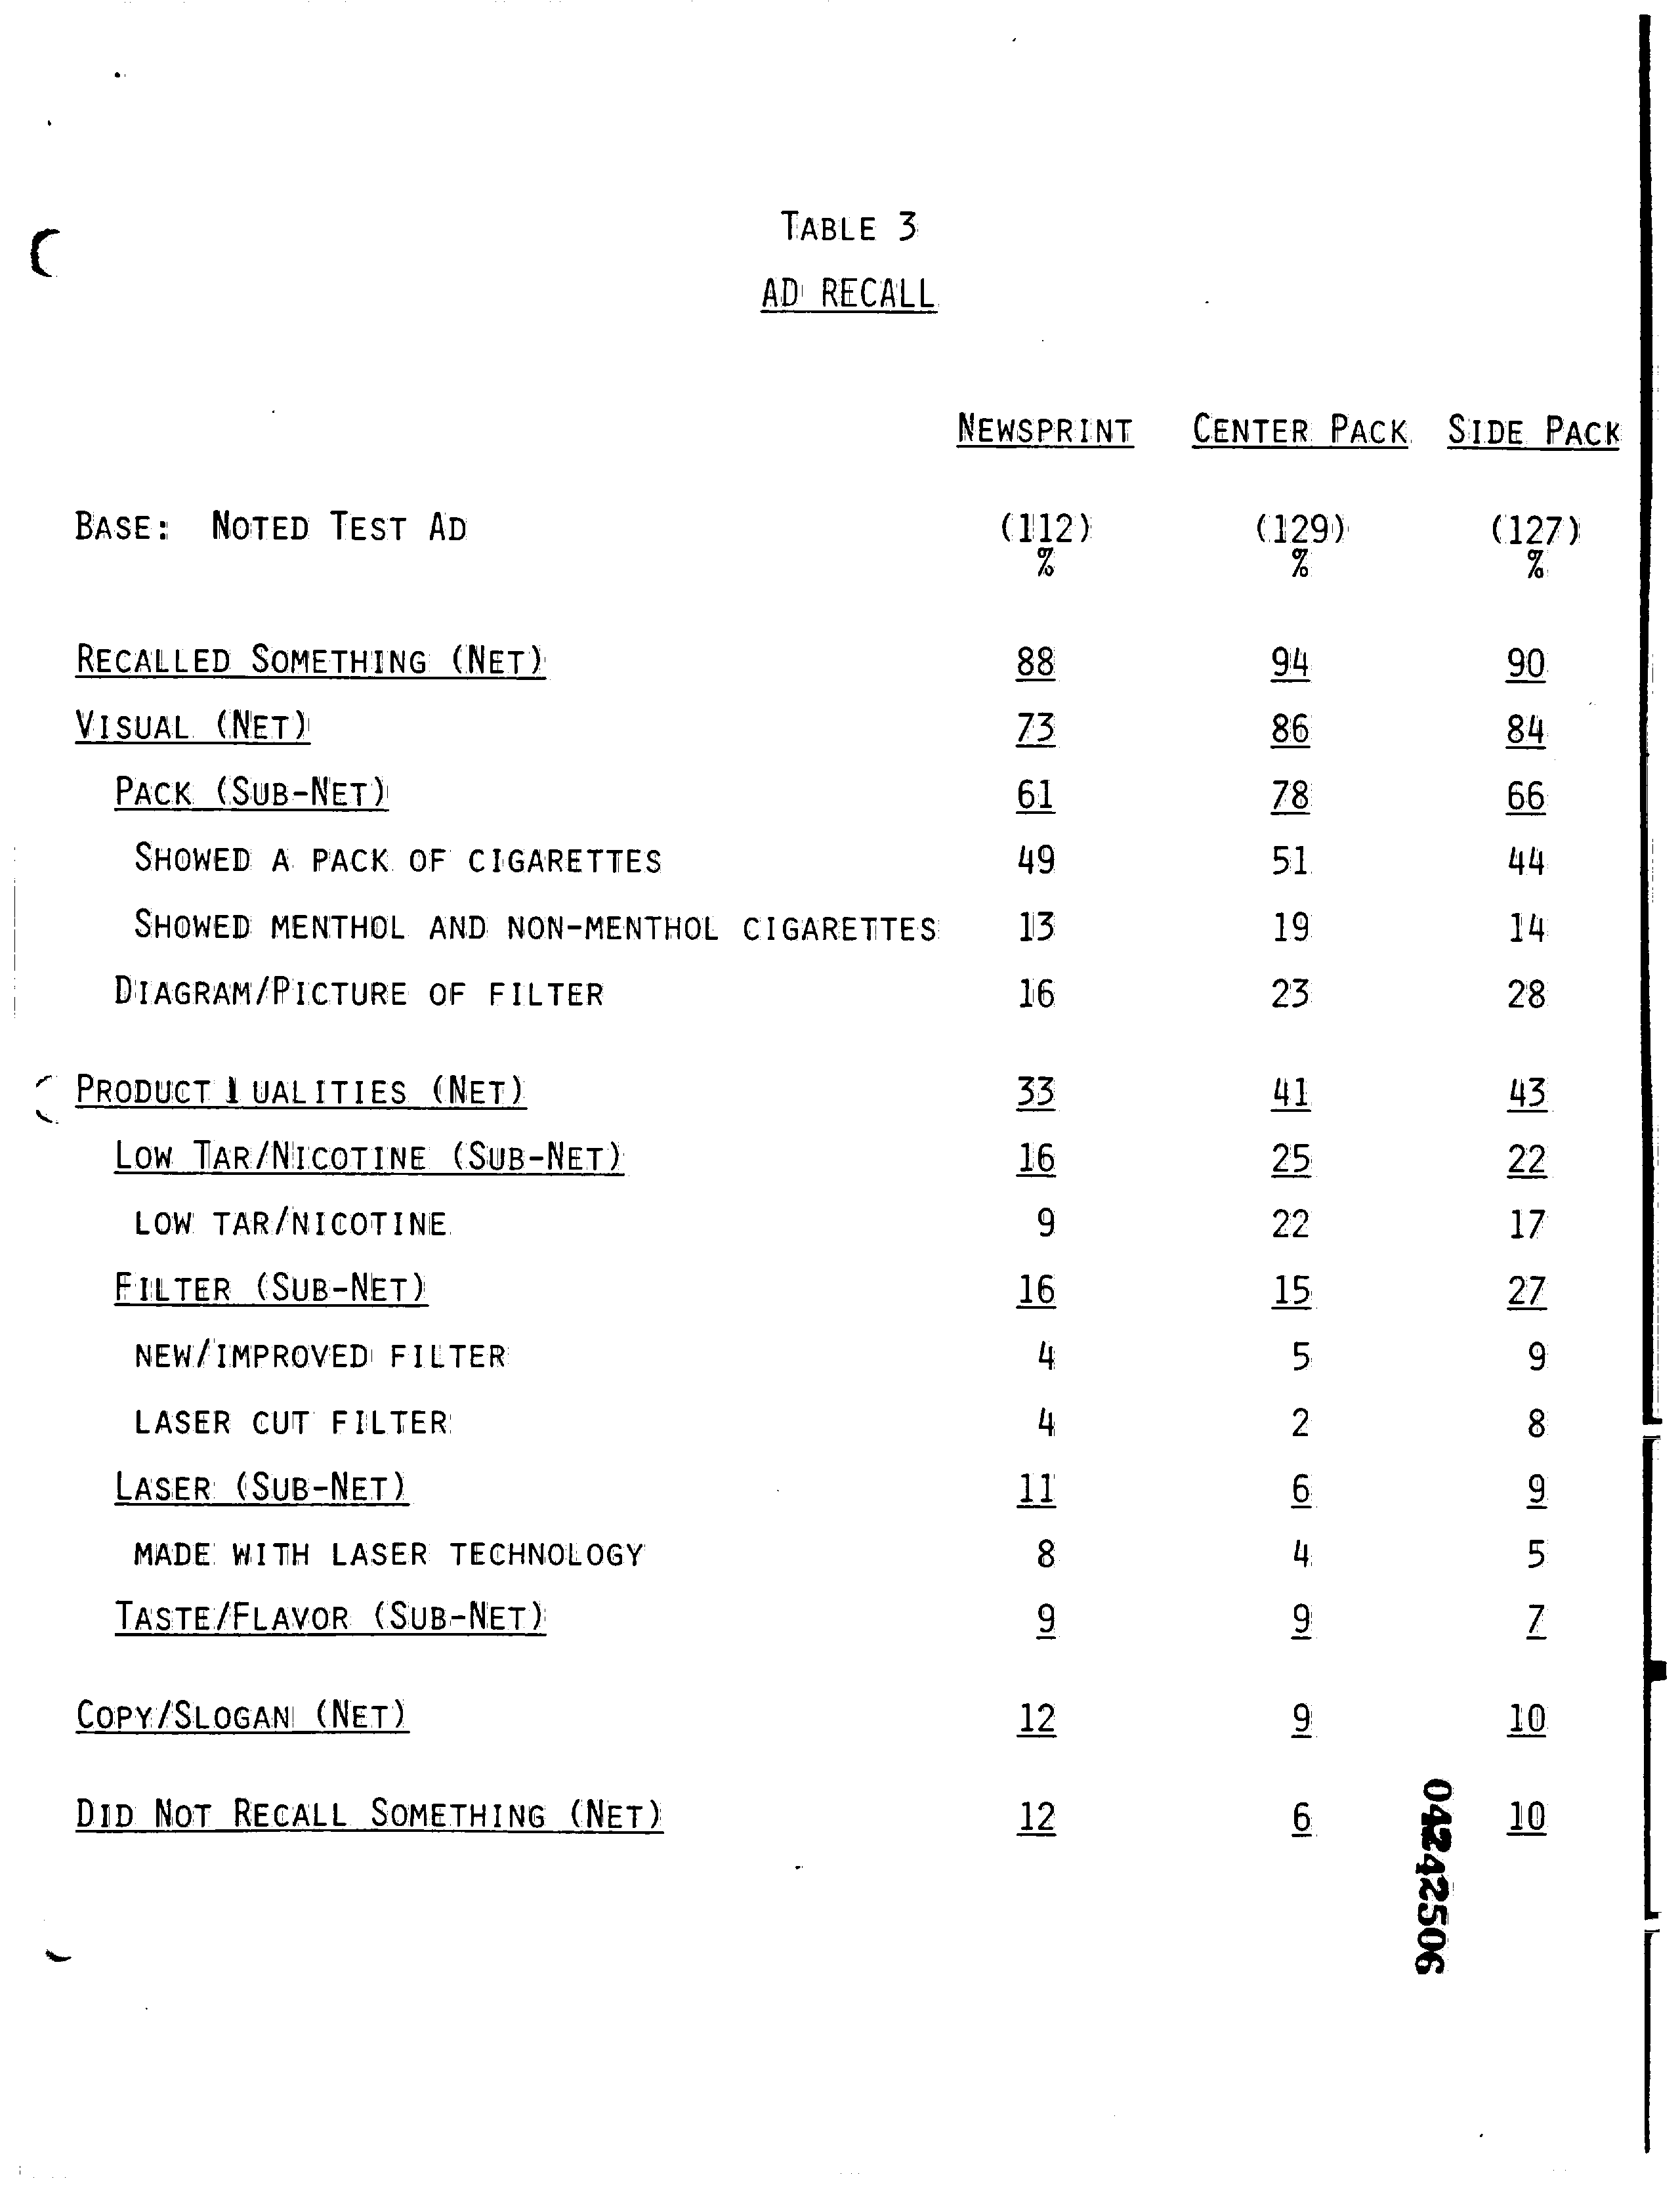 TABLE 3
AD RECALL
NEWSPRINT CENTER PACK SIDE PACK
BASE: NOTED TEST AD (112) (129) (127)
% % %
RECALLED SOMETHING (NET) 88 94 90
VISUAL (NET) 73 86 84
PACK (SUB-NET) 61 78 66
SHOWED A PACK OF CIGARETTES 49 51 44
SHOWED MENTHOL AND NON-MENTHOL CIGARETTES 13 19 14
DIAGRAM/PICTURE OF FILTER 16 23 28
PRODUCT UALITIES (NET) 33 41 43
LOW TAR/NICOTINE (SUB-NET) 16 25 22
LOW TAR/NICOTINE 9 22 17
FILTER (SUB-NET) 16 15 27
NEW/IMPROVED FILTER 4 5 9
LASER CUT FILTER 4 2 8
LASER (SUB-NET) 11 6 9
MADE WITH LASER TECHNOLOGY 8 4 5
TASTE/FLAVOR (SUB-NET) 9 9 7
COPY/SLOGAN (NET) 12 9 10
DID NOT RECALL SOMETHING (NET) 12 6 10
04242506